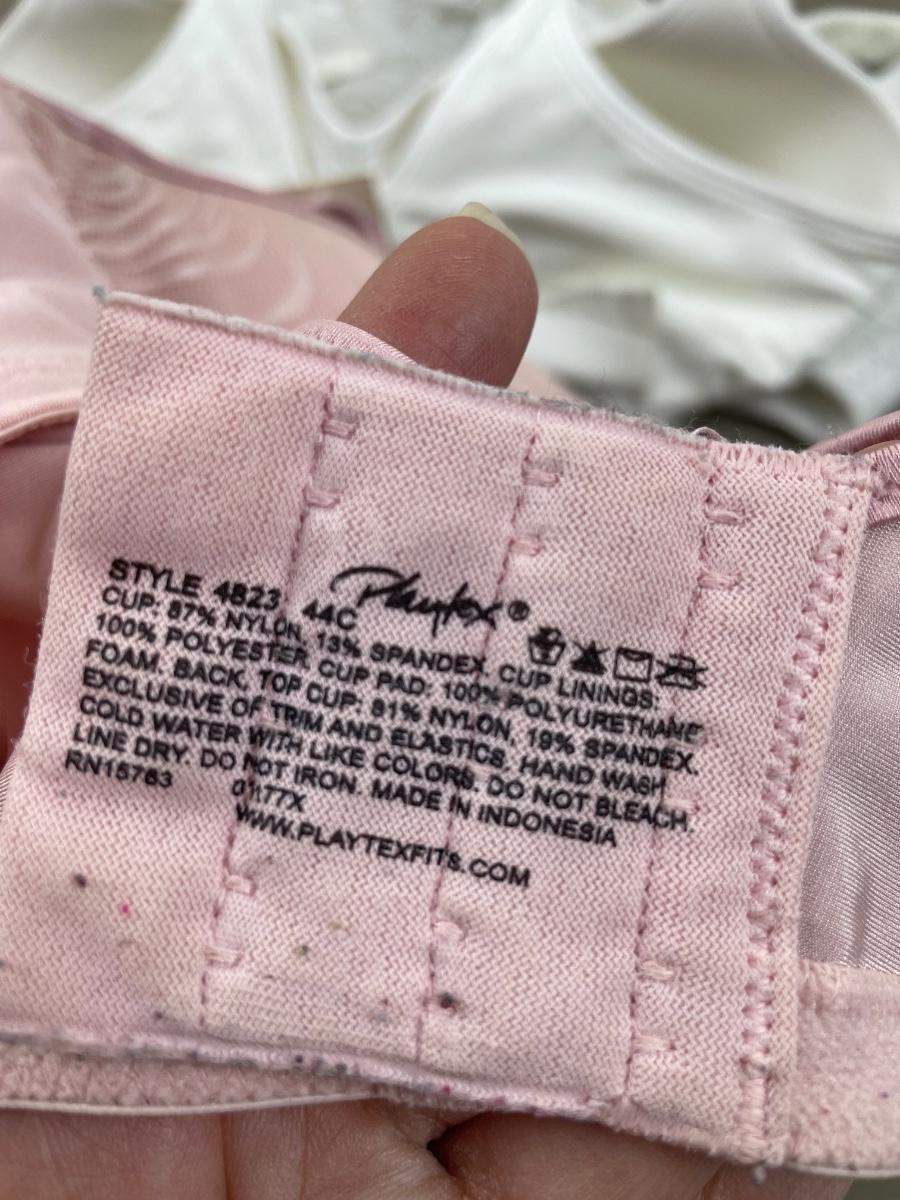 Playtex®
STYLE 4823 44C
CUP: 87% NYLON, 13% SPANDEX. CUP LININGS:
100% POLYESTER. CUP PAD: 100% POLYURETHANE
FOAM. BACK, TOP CUP: 81% NYLON, 19% SPANDEX.
EXCLUSIVE OF TRIM AND ELASTICS. HAND WASH
COLD WATER WITH LIKE COLORS. DO NOT BLEACH.
LINE DRY. DO NOT IRON. MADE IN INDONESIA
RN15763 0177X
WWW.PLAYTEXFITS.COM